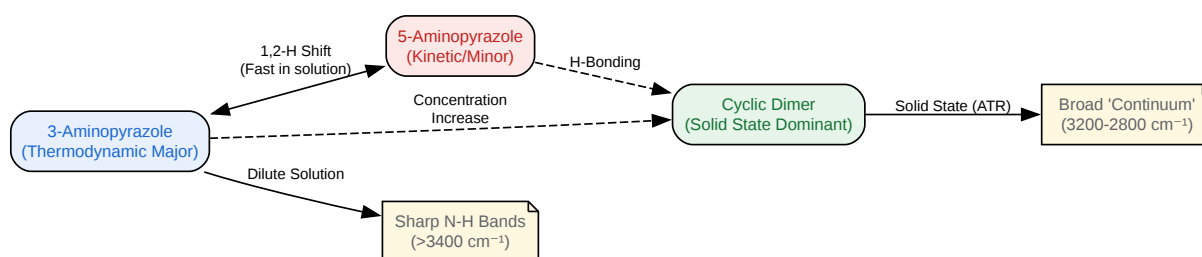 5-Aminopyrazole
(Kinetic/Minor)
1,2-H Shift
(Fast in solution)
H-Bonding
Concentration
Increase
3-Aminopyrazole
(Thermodynamic Major)
Cyclic Dimer
(Solid State Dominant)
Solid State (ATR)
Broad 'Continuum'
(3200-2800 cm⁻¹)
Dilute Solution
Sharp N-H Bands
(>3400 cm⁻¹)